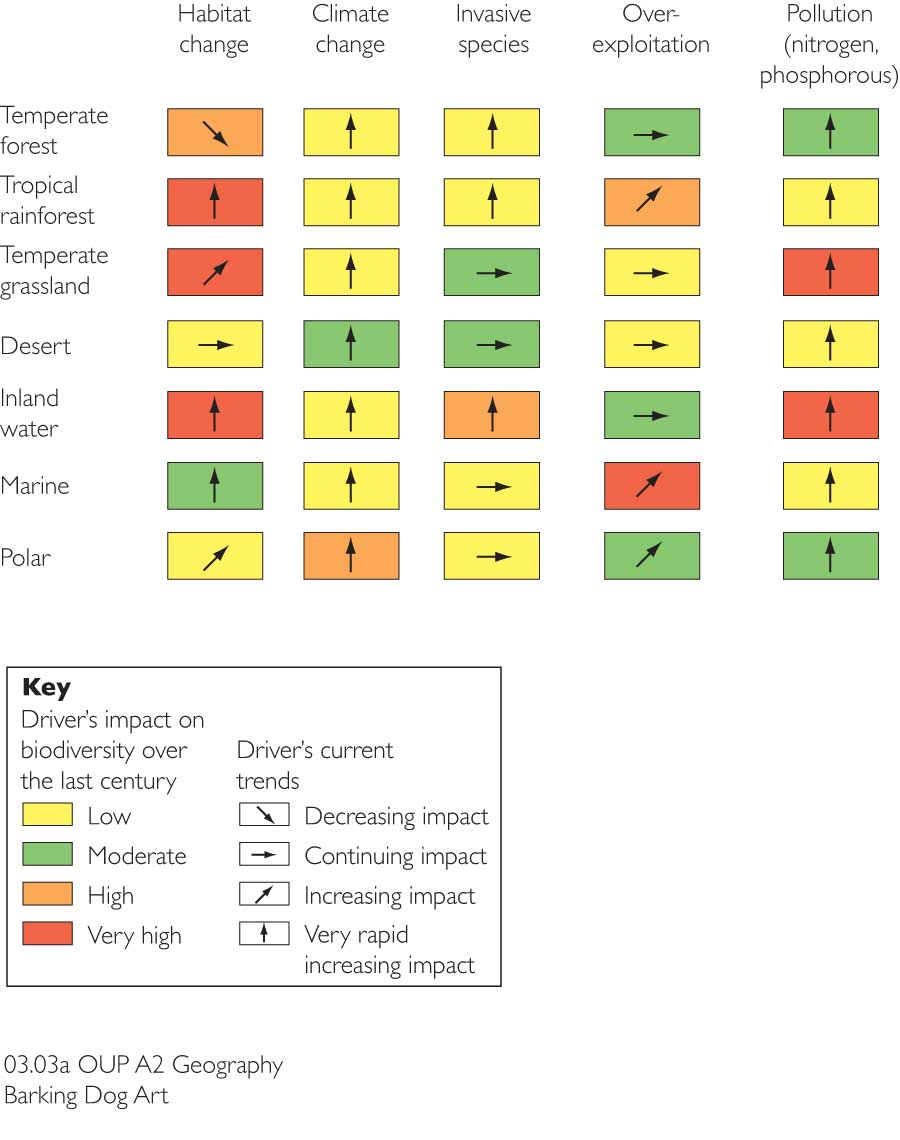 Habitat
change
Climate
change
Invasive
species
Over-
exploitation
Pollution
(nitrogen,
phosphorous)
Temperate
forest
Tropical
rainforest
Temperate
grassland
Desert
Inland
water
Marine
Polar
Key
Driver's impact on
biodiversity over
the last century
Low
Moderate
High
Very high
Driver's current
trends
Decreasing impact
Continuing impact
Increasing impact
Very rapid
increasing impact
03.03a OUP A2 Geography
Barking Dog Art